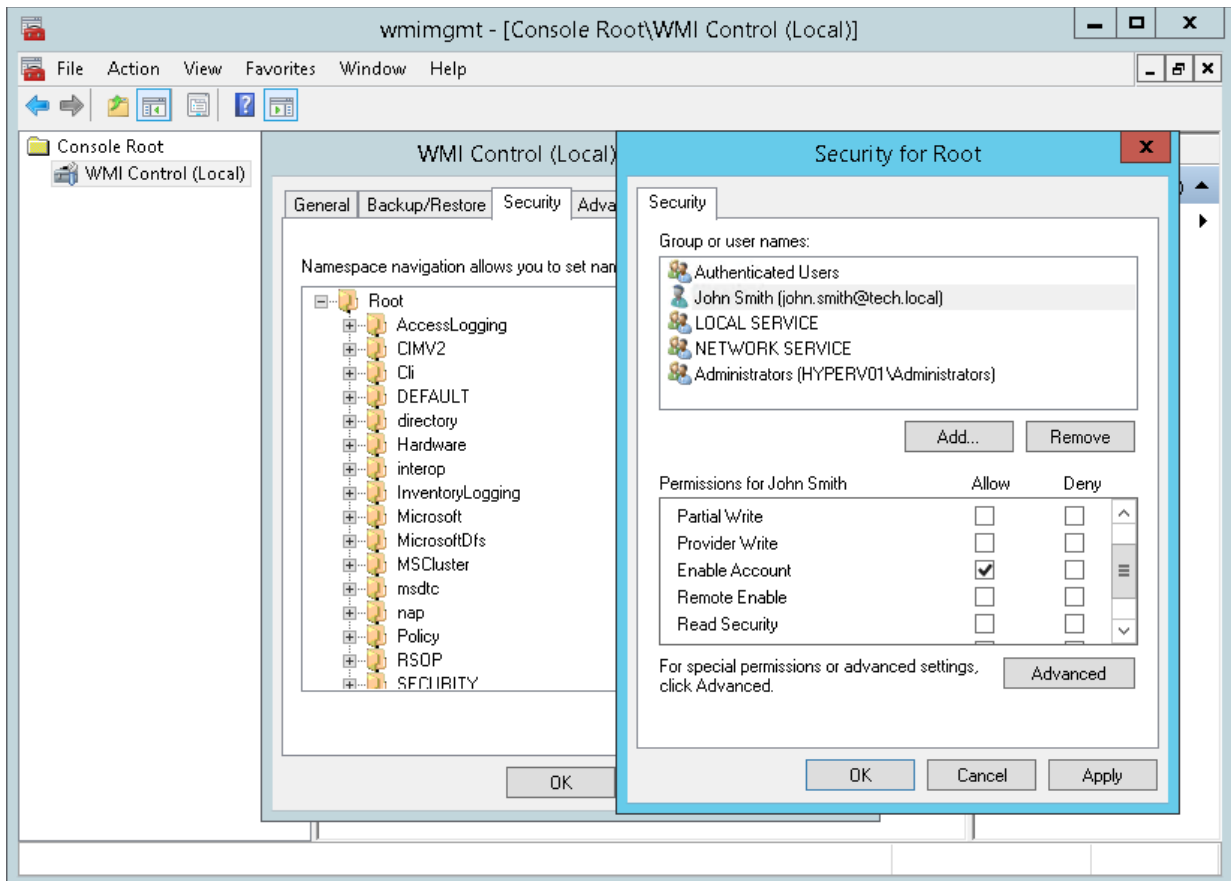 wmimgmt - [Console Root\WMI Control (Local)]
File Action View Favorites Window Help
Console Root
WMI Control (Local)
WMI Control (Local)
General Backup/Restore Security Adva
Namespace navigation allows you to set nam
Root
AccessLogging
CIMV2
Cli
DEFAULT
directory
Hardware
interop
InventoryLogging
Microsoft
MicrosoftDfs
MSCluster
msdtc
nap
Policy
RSOP
SECURITY
OK
Security for Root
Security
Group or user names:
Authenticated Users
John Smith (john.smith@tech.local)
LOCAL SERVICE
NETWORK SERVICE
Administrators (HYPERV01\Administrators)
Add... Remove
Permissions for John Smith Allow Deny
Partial Write
Provider Write
Enable Account
Remote Enable
Read Security
For special permissions or advanced settings,
click Advanced.
Advanced
OK Cancel Apply